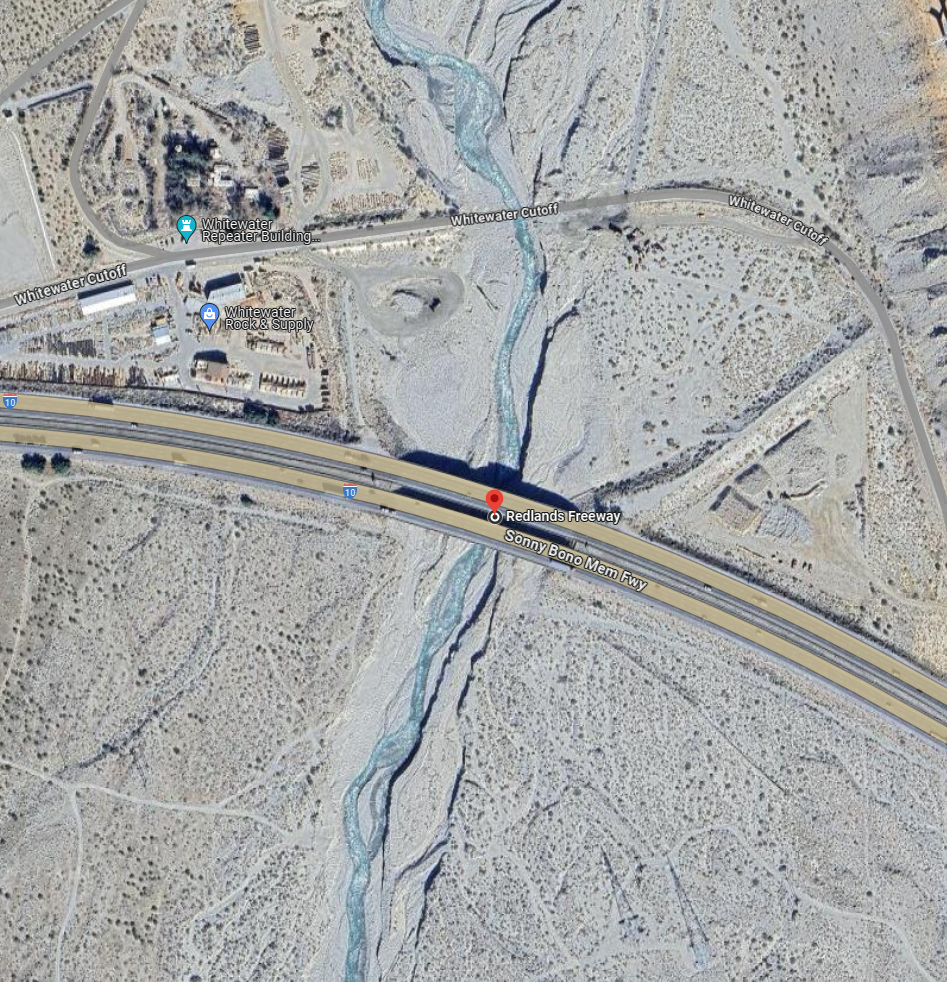 Whitewater
Repeater Building...
Whitewater Cutoff
Whitewater Cutoff
Whitewater Cutoff
Whitewater
Rock & Supply
10
10
Redlands Freeway
Sonny Bono Mem Fwy